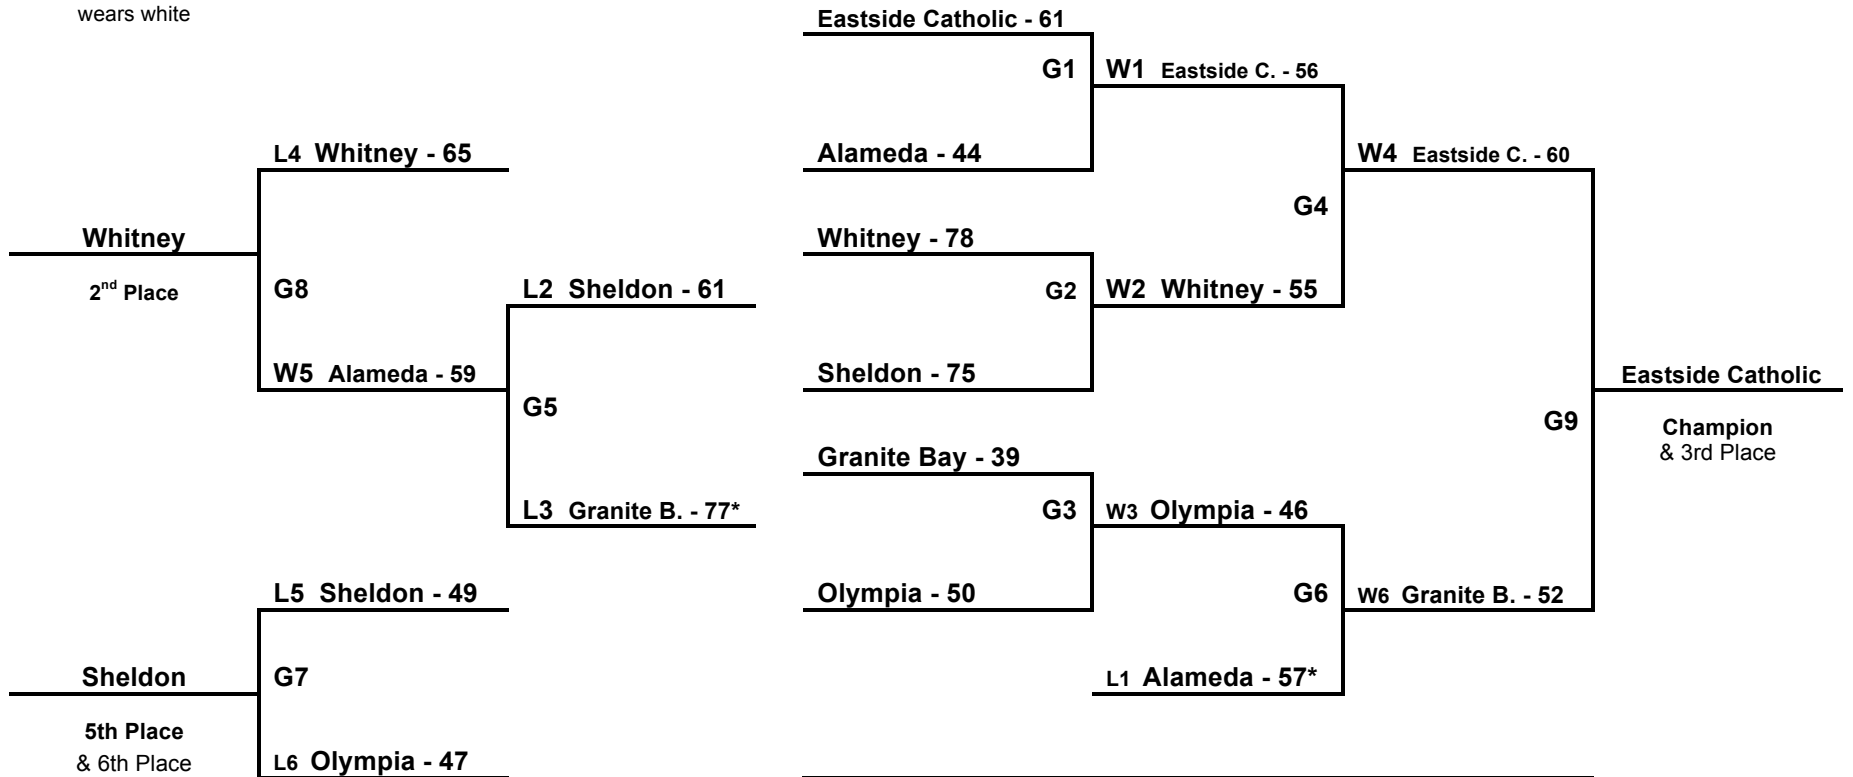 wears white
Eastside Catholic - 61
G1
W1 Eastside C. - 56
L4 Whitney - 65
Alameda - 44
W4 Eastside C. - 60
G4
Whitney
Whitney - 78
2nd Place
G8
L2 Sheldon - 61
G2
W2 Whitney - 55
W5 Alameda - 59
Sheldon - 75
Eastside Catholic
G5
G9
Champion
& 3rd Place
Granite Bay - 39
L3 Granite B. - 77*
G3
W3 Olympia - 46
L5 Sheldon - 49
Olympia - 50
G6
W6 Granite B. - 52
Sheldon
G7
L1 Alameda - 57*
5th Place
& 6th Place
L6 Olympia - 47